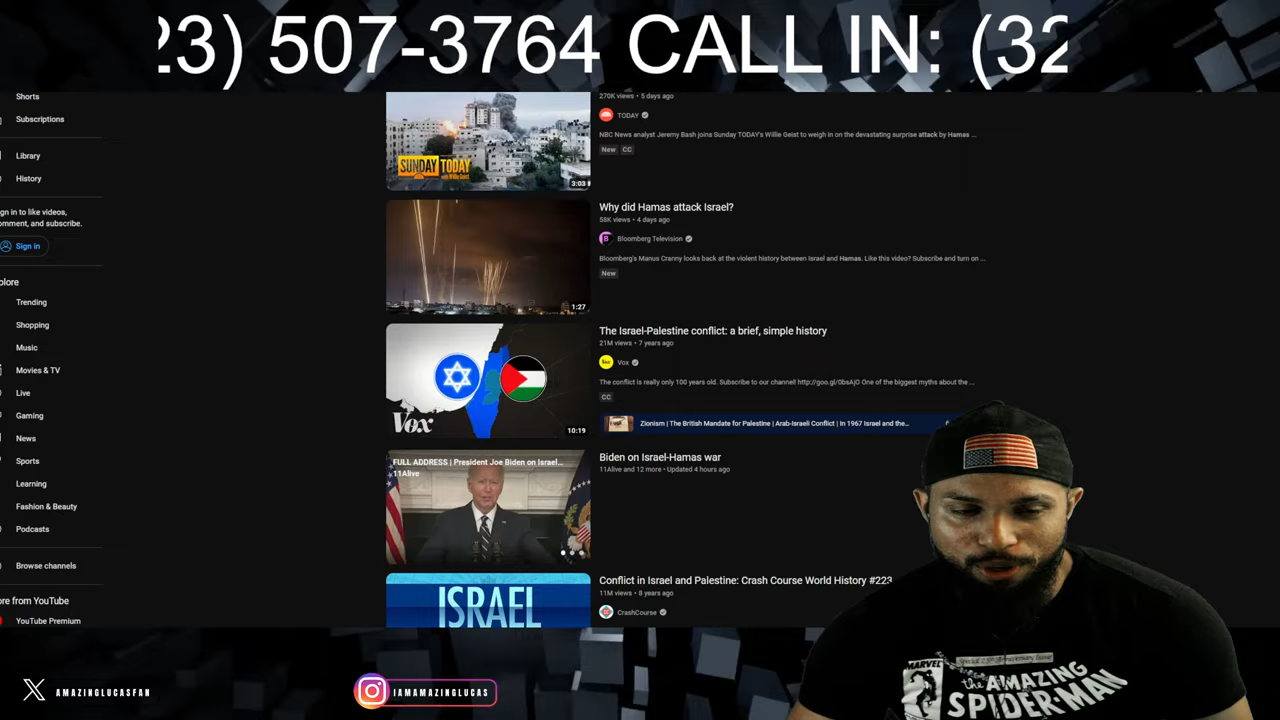 23) 507-3764 CALL IN: (32
Shorts
Subscriptions
Library
History
gn in to like videos,
omment, and subscribe.
Sign in
plore
Trending
Shopping
Music
Movies & TV
Live
Gaming
News
Sports
Learning
Fashion & Beauty
Podcasts
Browse channels
ore from YouTube
YouTube Premium
SUNDAY TODAY
with Willie Geist
3:03
270K views • 5 days ago
TODAY
NBC News analyst Jeremy Bash joins Sunday TODAY's Willie Geist to weigh in on the devastating surprise attack by Hamas ...
New CC
1:27
Why did Hamas attack Israel?
58K views • 4 days ago
B Bloomberg Television
Bloomberg's Manus Cranny looks back at the violent history between Israel and Hamas. Like this video? Subscribe and turn on ...
New
Vox
10:19
The Israel-Palestine conflict: a brief, simple history
21M views • 7 years ago
Vox
The conflict is really only 100 years old. Subscribe to our channel! http://goo.gl/0bsAjO One of the biggest myths about the ...
CC
Zionism | The British Mandate for Palestine | Arab-Israeli Conflict | In 1967 Israel and the...
FULL ADDRESS | President Joe Biden on Israel...
11Alive
Biden on Israel-Hamas war
11Alive and 12 more • Updated 4 hours ago
ISRAEL
Conflict in Israel and Palestine: Crash Course World History #223
11M views • 8 years ago
CrashCourse
MARVEL
the AMAZING
SPIDER-MAN
X AMAZINGLUCASFAN
IAMAMAZINGLUCAS